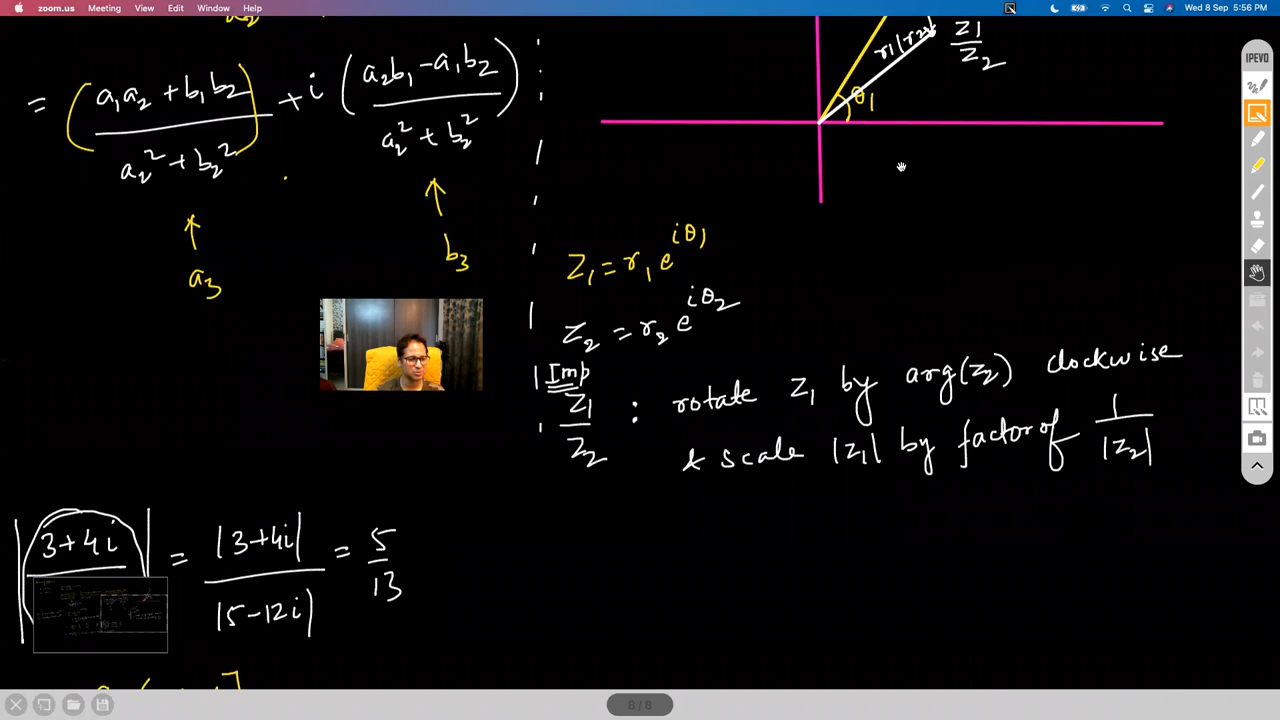 zoom.us Meeting View Edit Window Help Wed 8 Sep 5:56 PM
= (a₁a₂ + b₁b₂ / a₂² + b₂²) + i (a₂b₁ - a₁b₂ / a₂² + b₂²)
a₃
b₃
z₁/z₂
θ₁
z₁ = r₁ e^{iθ₁}
z₂ = r₂ e^{iθ₂}
Imp
z₁/z₂ : rotate z₁ by arg(z₂) clockwise
& scale |z₁| by factor of 1/|z₂|
|3+4i| = |3+4i| / |5-12i| = 5/13
IPEVO
8 / 8